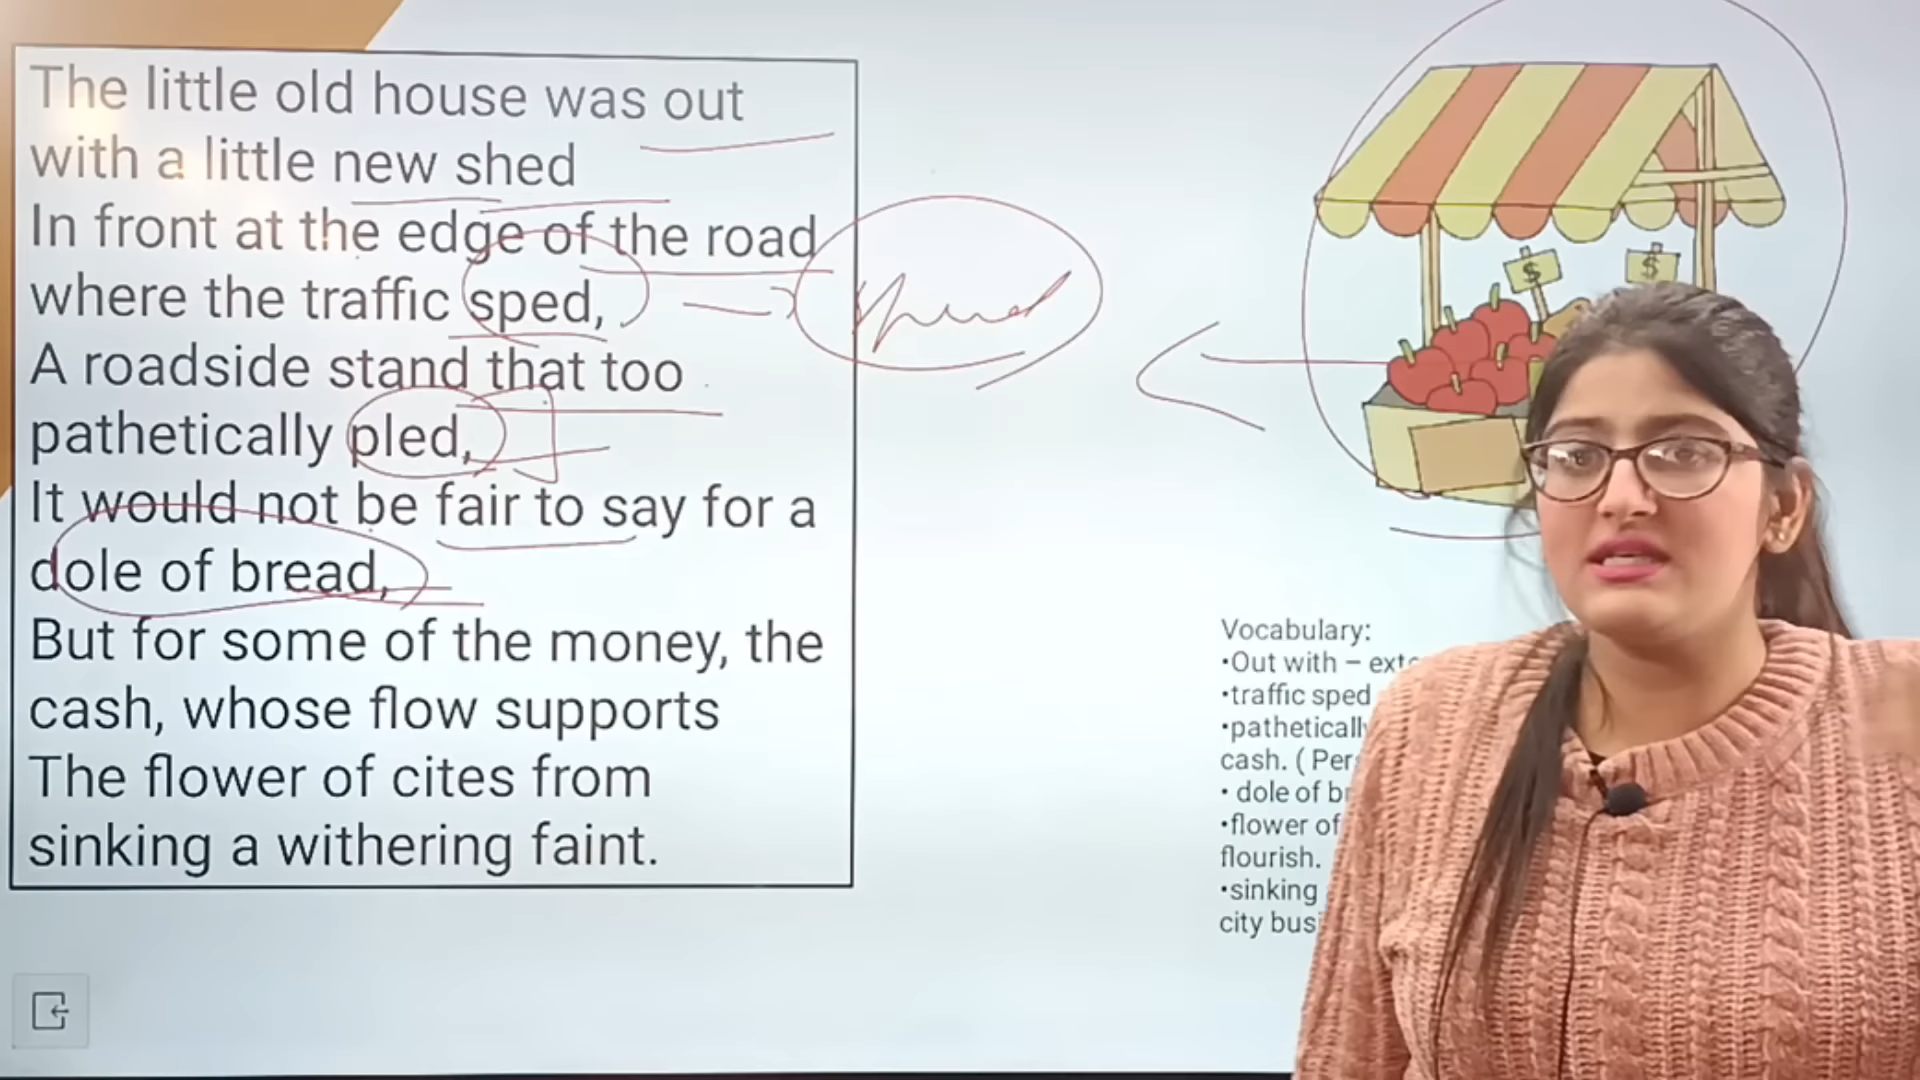 The little old house was out
with a little new shed
In front at the edge of the road
where the traffic sped,
A roadside stand that too
pathetically pled,
It would not be fair to say for a
dole of bread,
But for some of the money, the
cash, whose flow supports
The flower of cites from
sinking a withering faint.
$ $
Vocabulary:
•Out with –
•traffic sped
•pathetically
cash. (
• dole of
•flower of
flourish.
•sinking
city